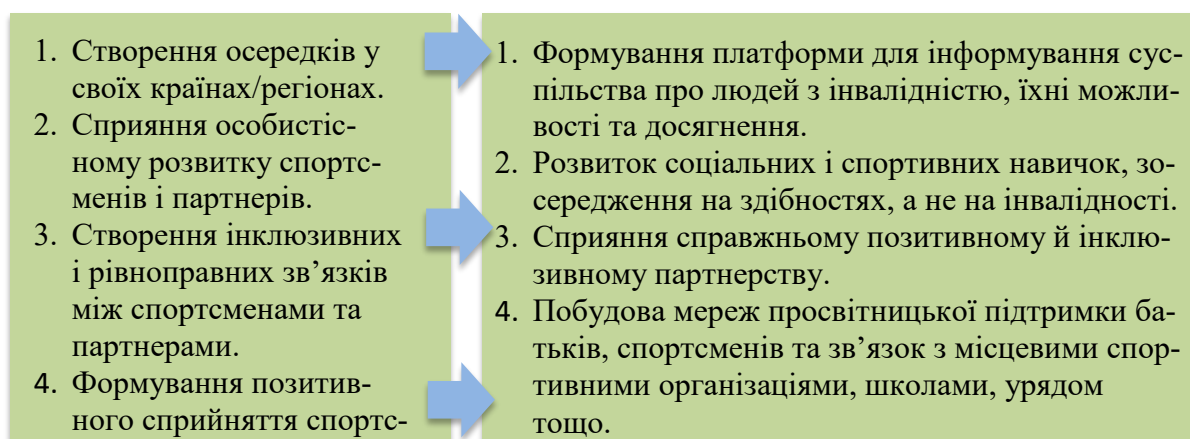 1. Створення осередків у
своїх країнах/регіонах.
2. Сприяння особистіс-
ному розвитку спортс-
менів і партнерів.
3. Створення інклюзивних
і рівноправних зв’язків
між спортсменами та
партнерами.
4. Формування позитив-
ного сприйняття спортс-
1. Формування платформи для інформування сус-
пільства про людей з інвалідністю, їхні можли-
вості та досягнення.
2. Розвиток соціальних і спортивних навичок, зо-
середження на здібностях, а не на інвалідності.
3. Сприяння справжньому позитивному й інклю-
зивному партнерству.
4. Побудова мереж просвітницької підтримки ба-
тьків, спортсменів та зв’язок з місцевими спор-
тивними організаціями, школами, урядом
тощо.